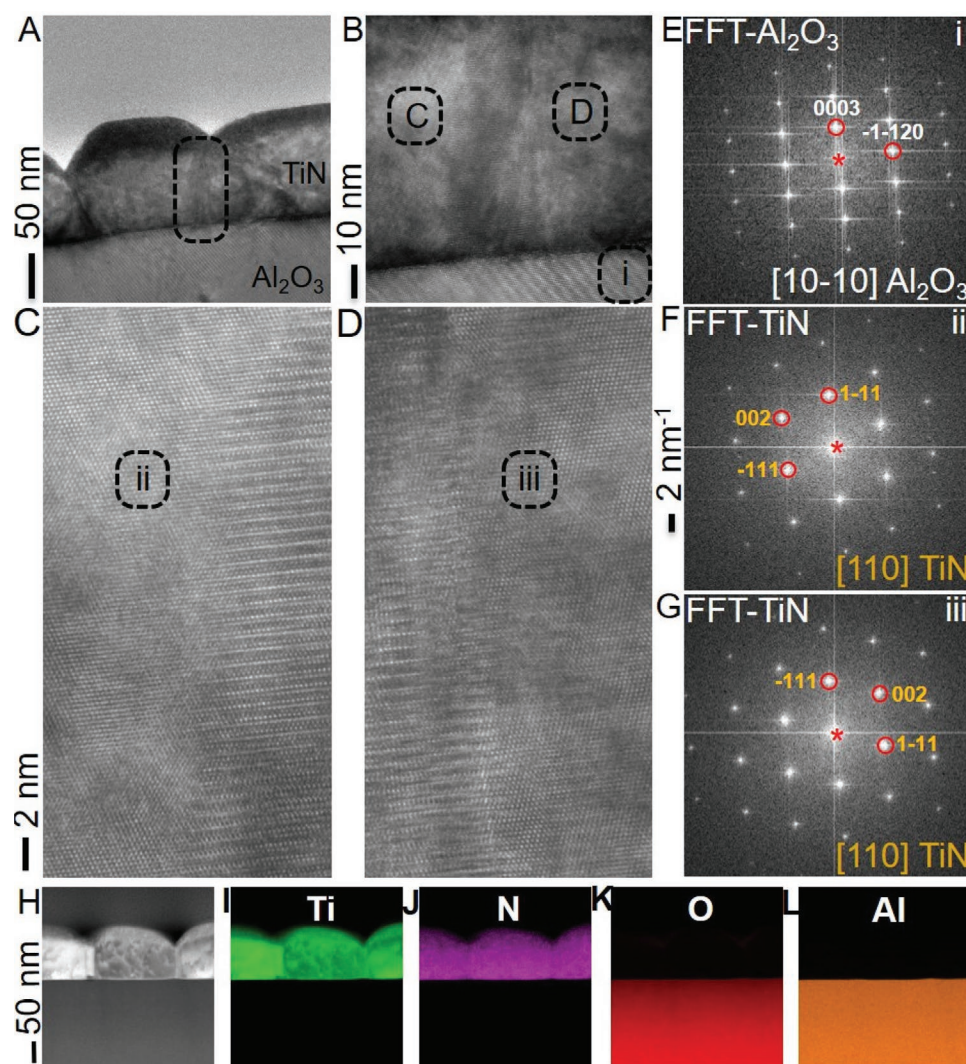 A
TiN
Al₂O₃
50 nm
B
C
D
i
10 nm
E FFT-Al₂O₃ i
0003
-1-120
*
[10-10] Al₂O₃
C
ii
2 nm
D
iii
F FFT-TiN ii
1-11
002
-111
*
[110] TiN
2 nm⁻¹
G FFT-TiN iii
-111
002
*
1-11
[110] TiN
H
50 nm
I Ti
J N
K O
L Al